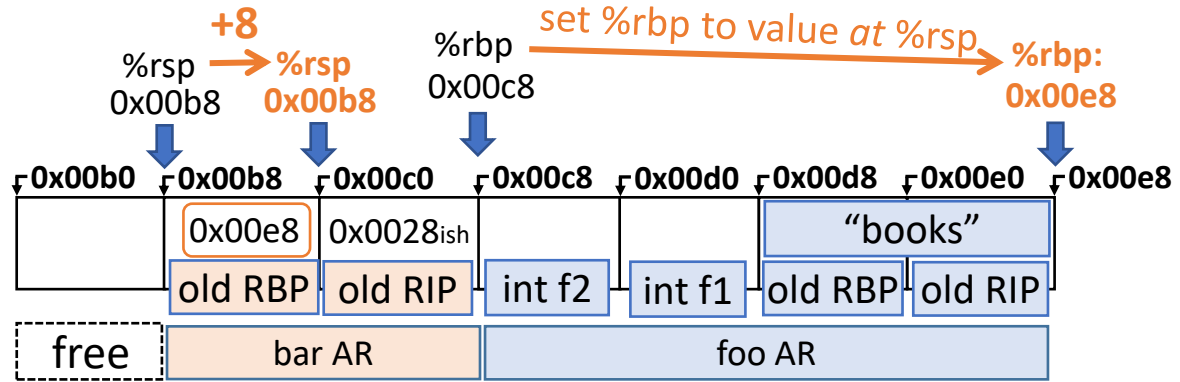 +8
set %rbp to value at %rsp
%rsp
0x00b8
%rsp
0x00b8
%rbp
0x00c8
%rbp:
0x00e8
0x00b0 0x00b8 0x00c0 0x00c8 0x00d0 0x00d8 0x00e0 0x00e8
0x00e8 0x0028ish “books”
old RBP old RIP int f2 int f1 old RBP old RIP
free bar AR foo AR